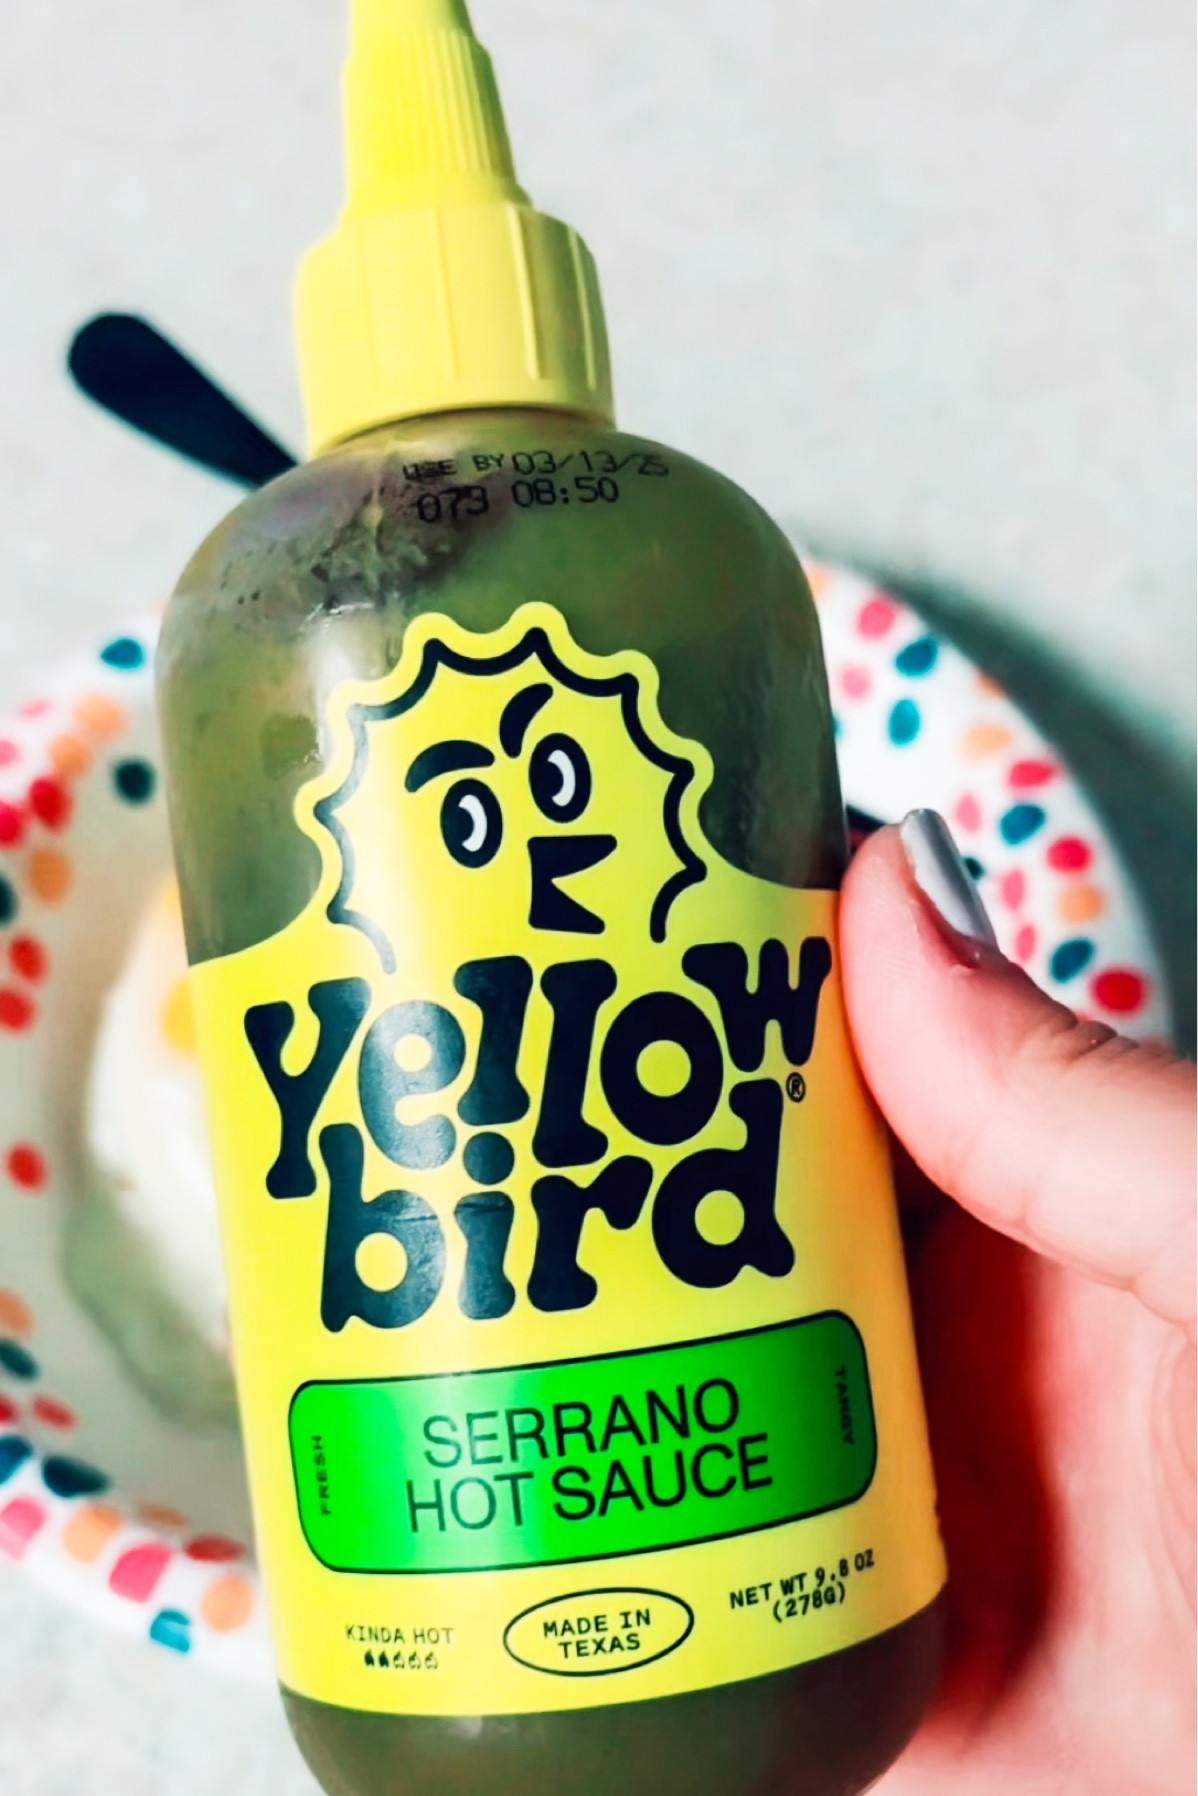 USE BY 03/13/25
079 08:50
yellow
bird®
FRESH
SERRANO
HOT SAUCE
TANGY
KINDA HOT
MADE IN
TEXAS
NET WT 9.8 OZ
(278G)